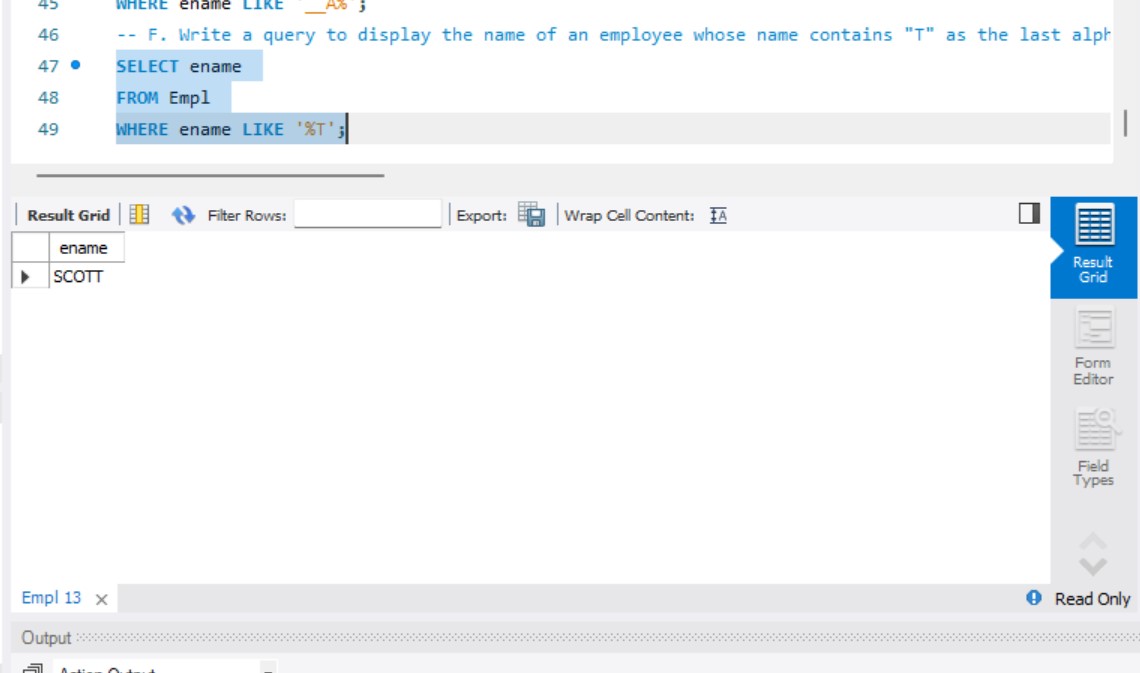 45 WHERE ename LIKE '__A%';
46 -- F. Write a query to display the name of an employee whose name contains "T" as the last alph
47 SELECT ename
48 FROM Empl
49 WHERE ename LIKE '%T';
Result Grid Filter Rows: Export: Wrap Cell Content:
ename
SCOTT
Result
Grid
Form
Editor
Field
Types
Empl 13
Read Only
Output
Action Output